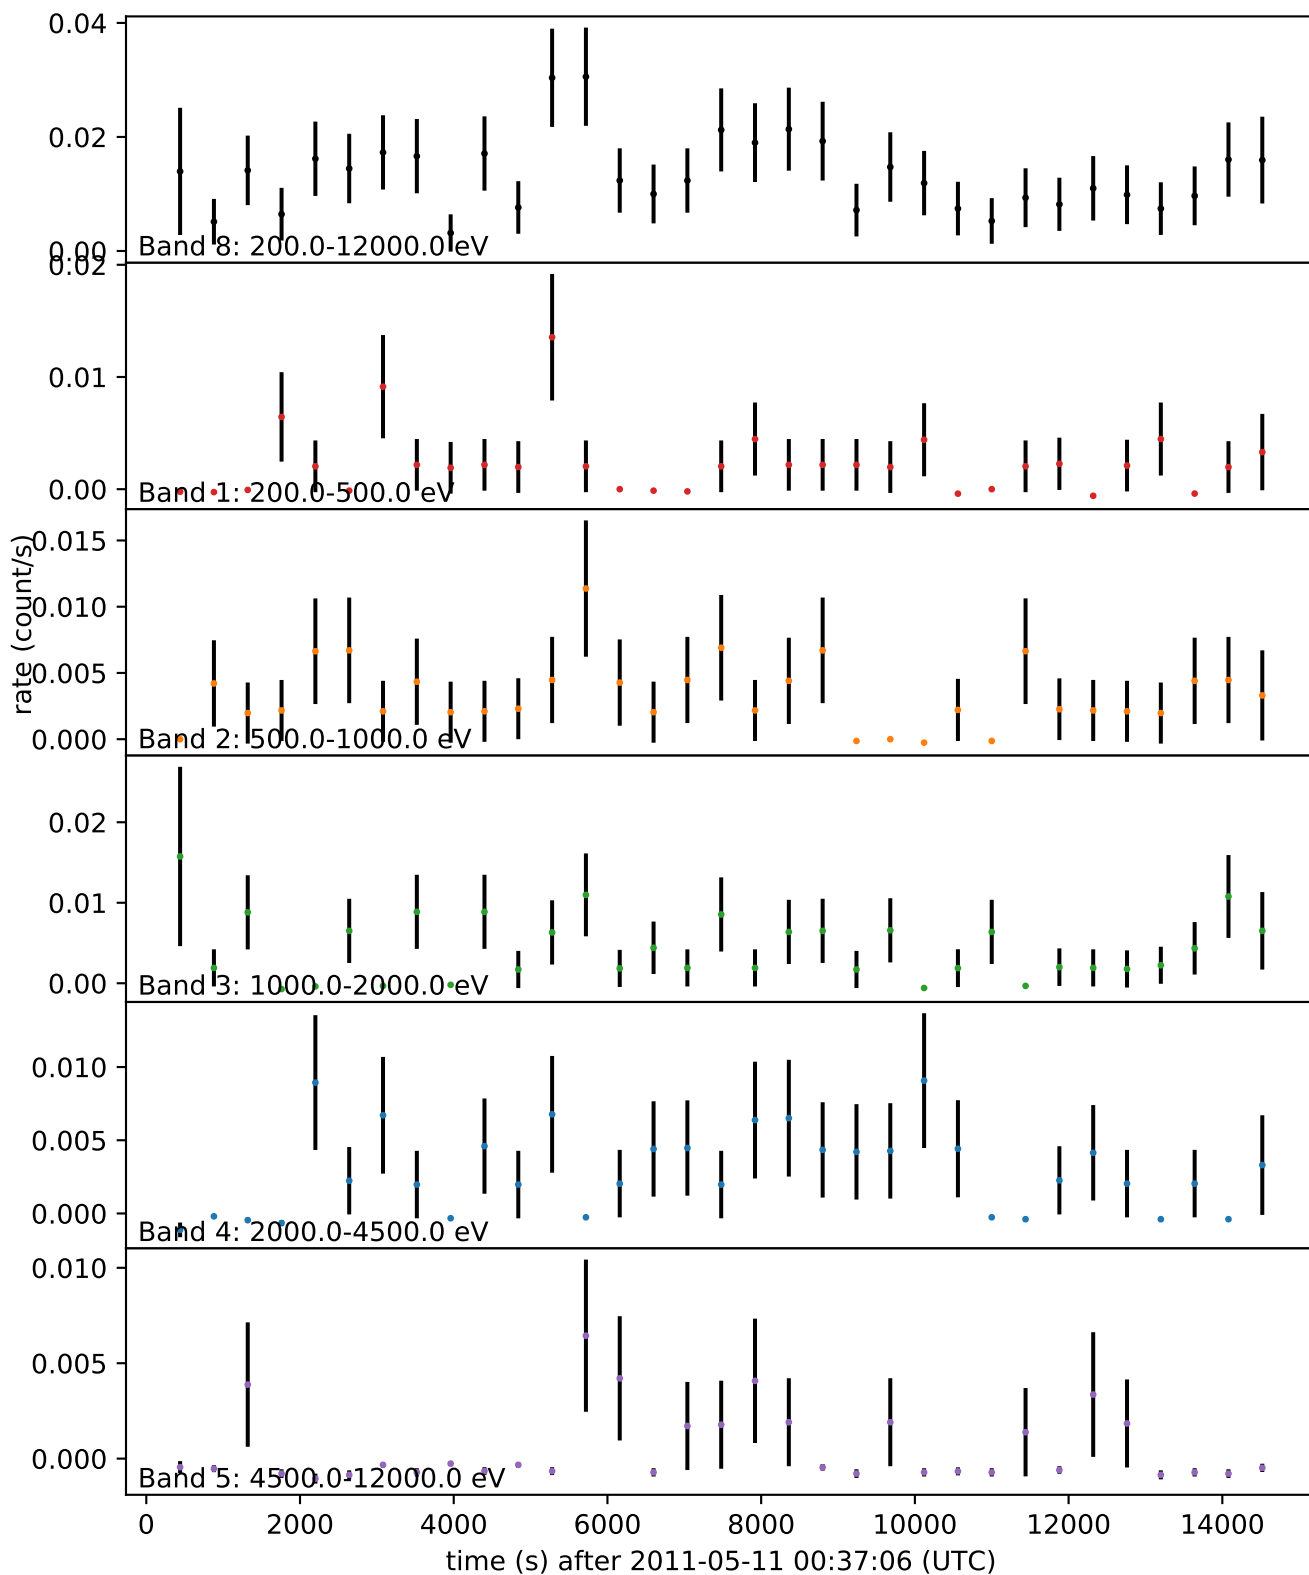 0.04
0.02
0.00
Band 8: 200.0-12000.0 eV
0.02
0.01
0.00
Band 1: 200.0-500.0 eV
rate (count/s)
0.015
0.010
0.005
0.000
Band 2: 500.0-1000.0 eV
0.02
0.01
0.00
Band 3: 1000.0-2000.0 eV
0.010
0.005
0.000
Band 4: 2000.0-4500.0 eV
0.010
0.005
0.000
Band 5: 4500.0-12000.0 eV
0 2000 4000 6000 8000 10000 12000 14000
time (s) after 2011-05-11 00:37:06 (UTC)